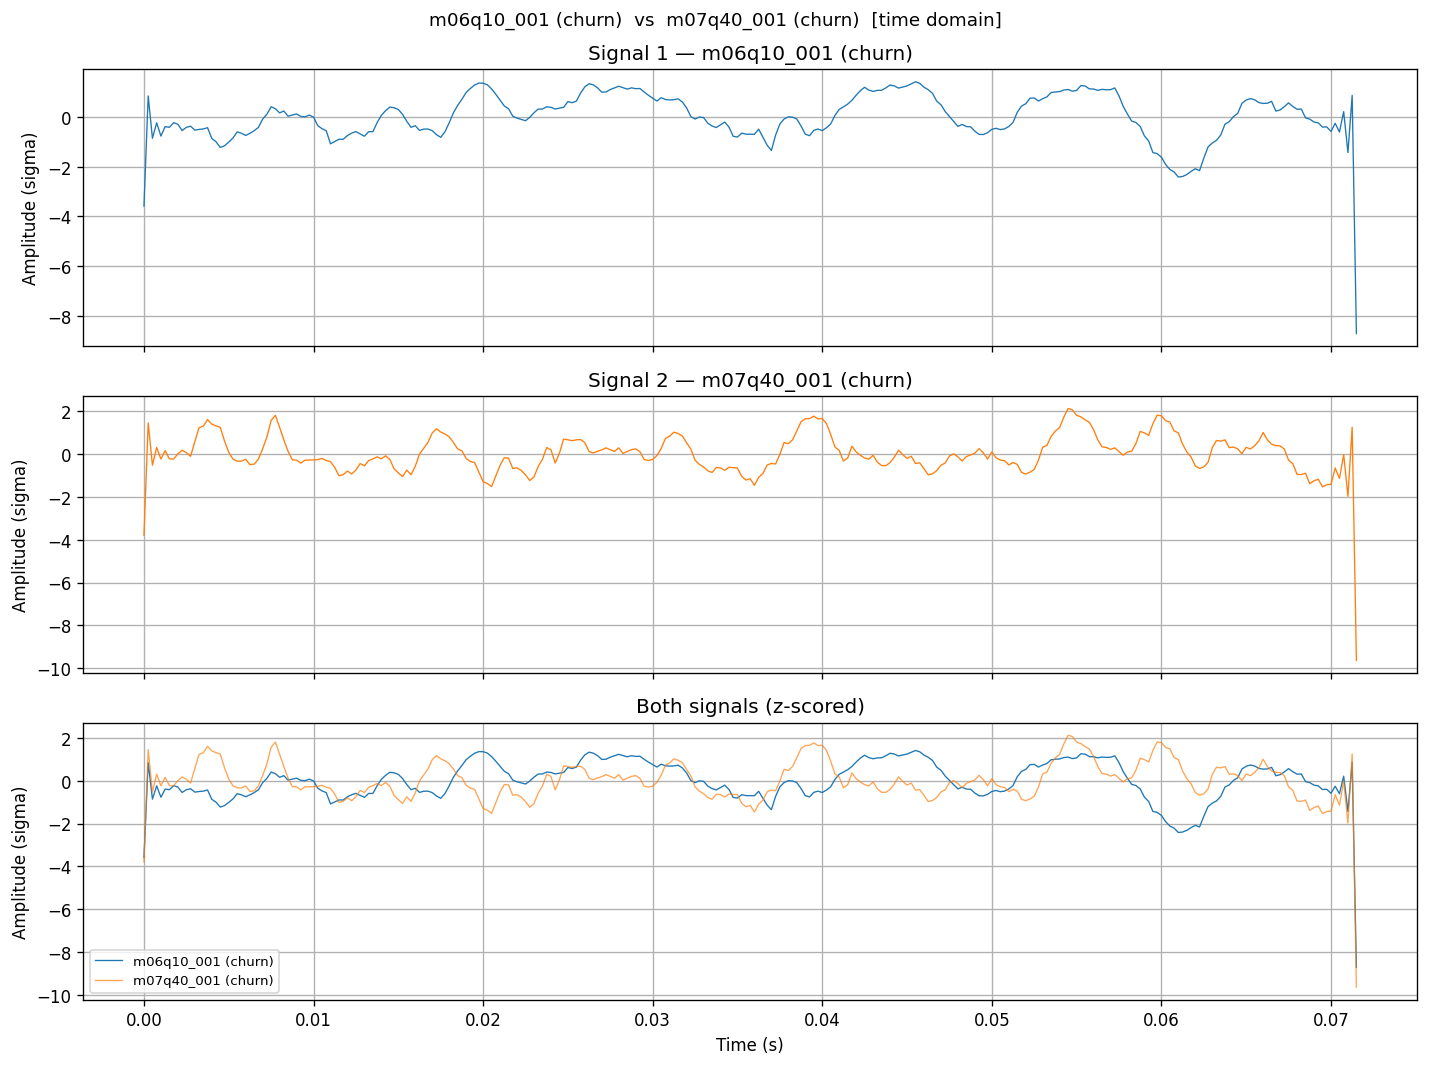 m06q10_001 (churn)  vs  m07q40_001 (churn)  [time domain]
Signal 1 — m06q10_001 (churn)
Amplitude (sigma)
0
−2
−4
−6
−8
Signal 2 — m07q40_001 (churn)
Amplitude (sigma)
2
0
−2
−4
−6
−8
−10
Both signals (z-scored)
Amplitude (sigma)
2
0
−2
−4
−6
−8
−10
m06q10_001 (churn)
m07q40_001 (churn)
0.00 0.01 0.02 0.03 0.04 0.05 0.06 0.07
Time (s)